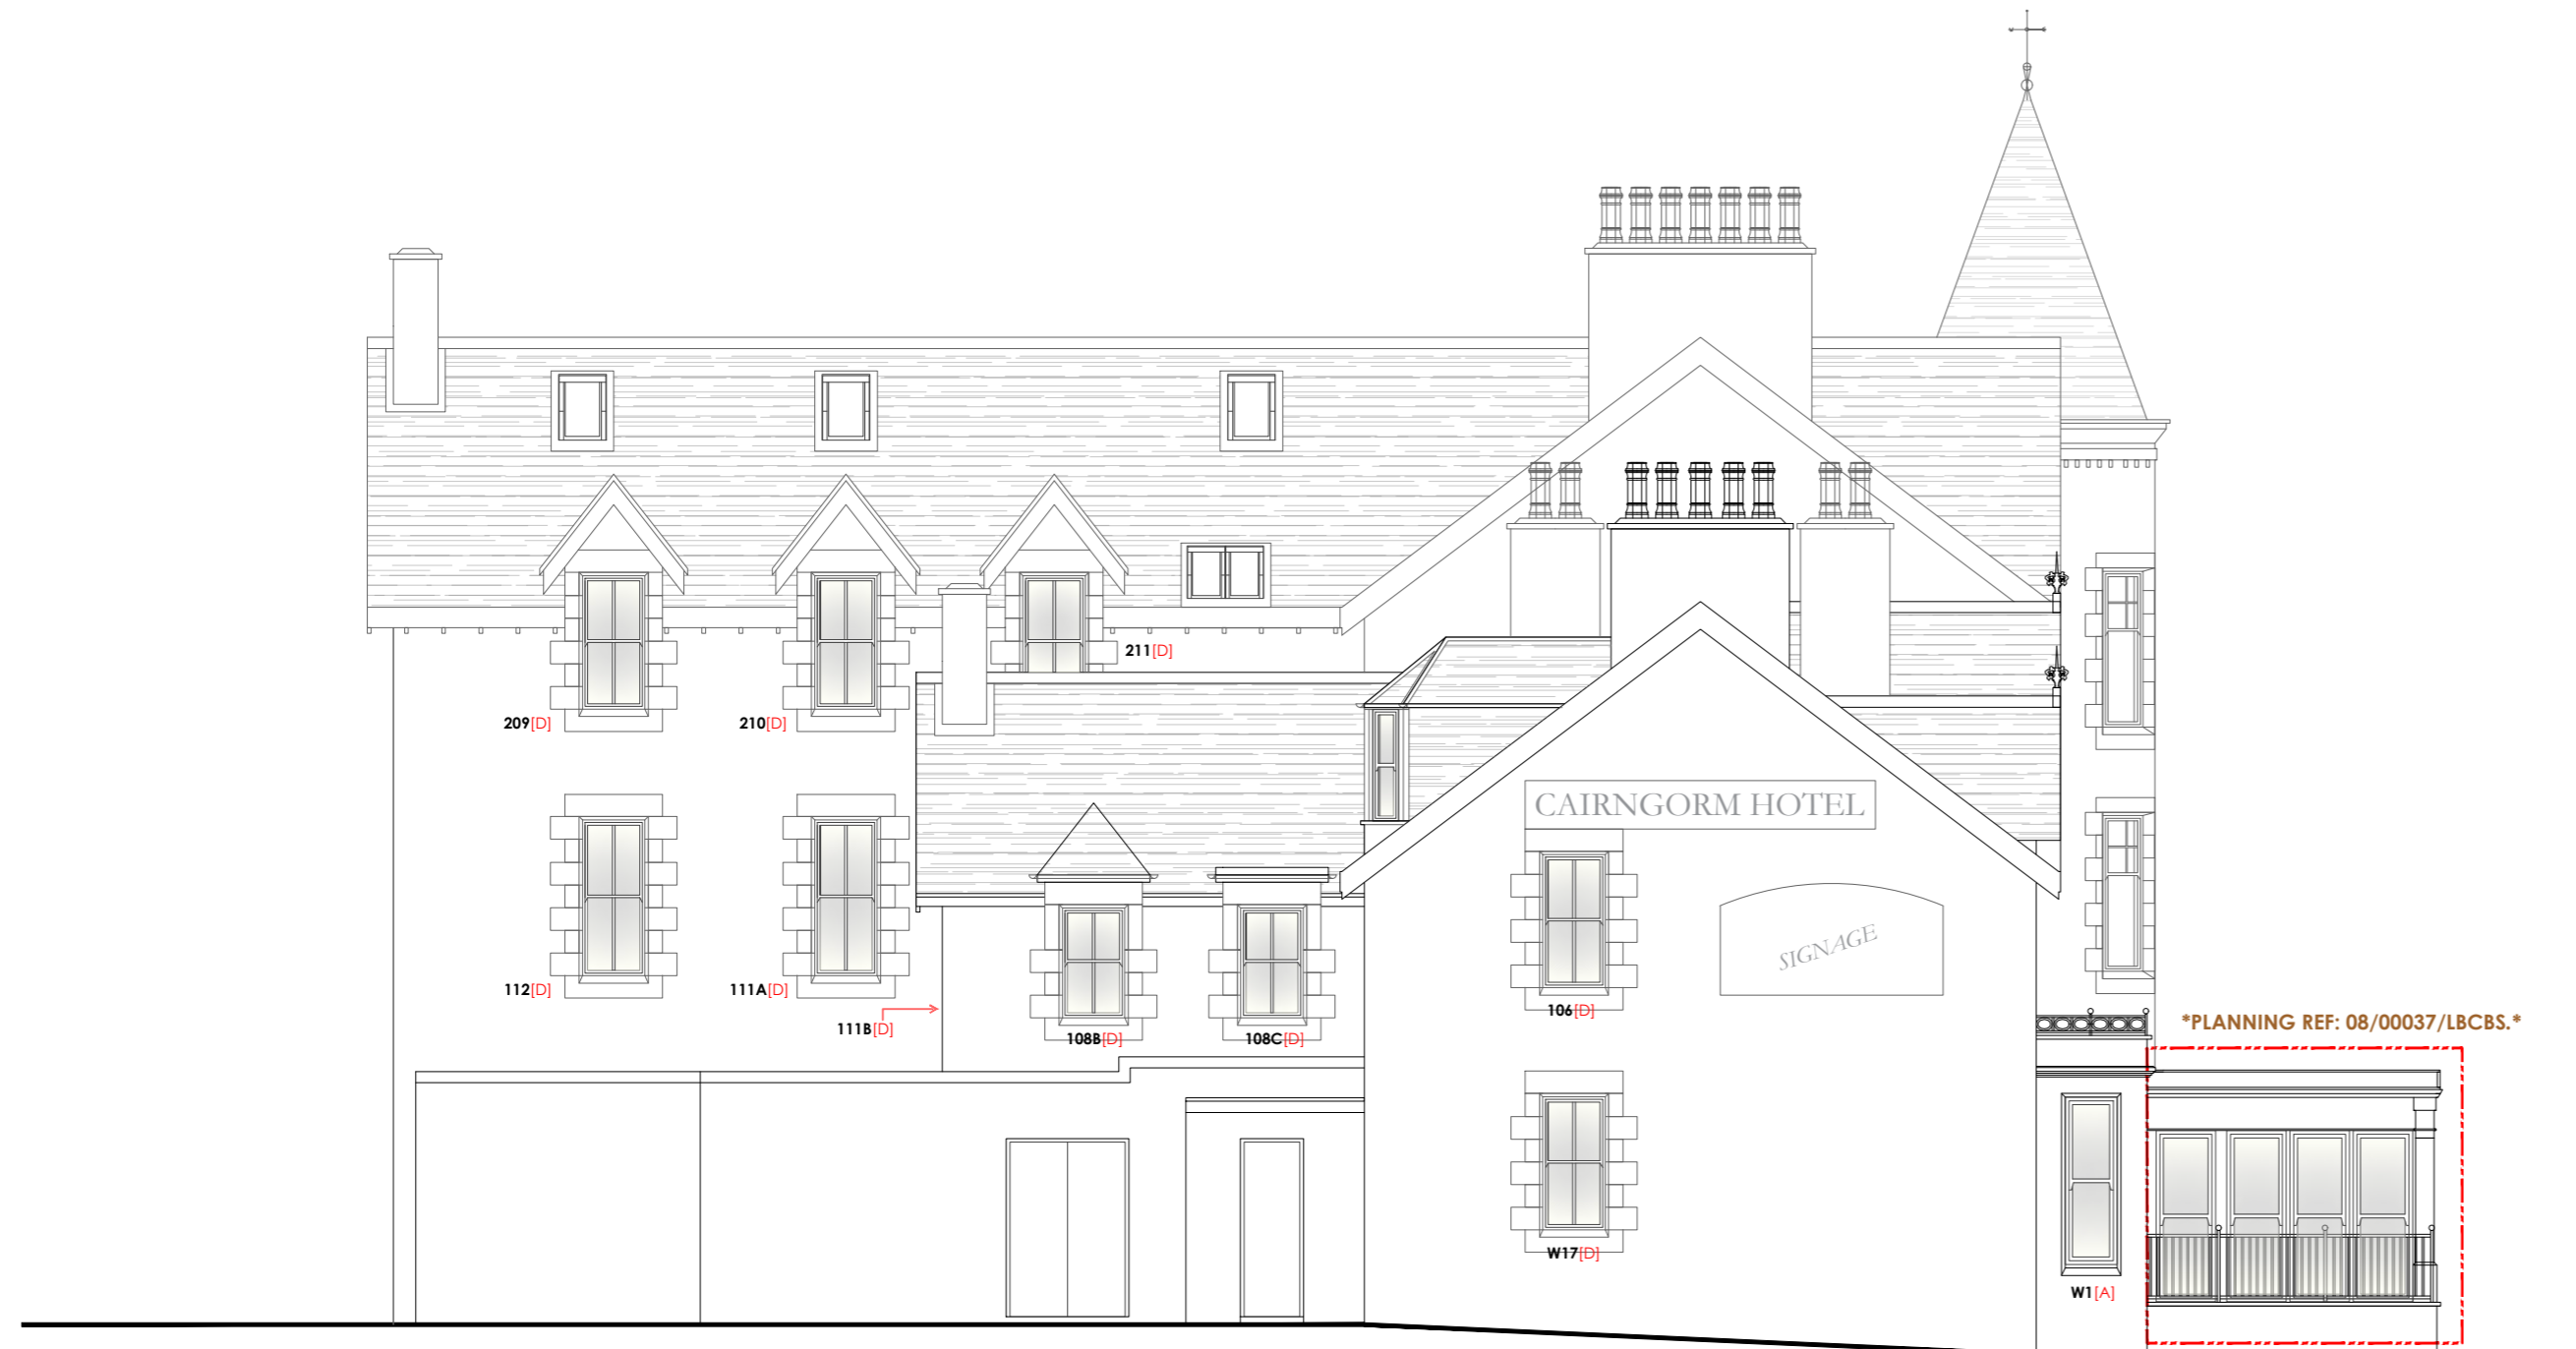 211[D]
209[D]
210[D]
CAIRNGORM HOTEL
SIGNAGE
112[D]
111A[D]
111B[D]
106[D]
*PLANNING REF: 08/00037/LBCBS.*
108B[D]
108C[D]
W17[D]
W1[A]